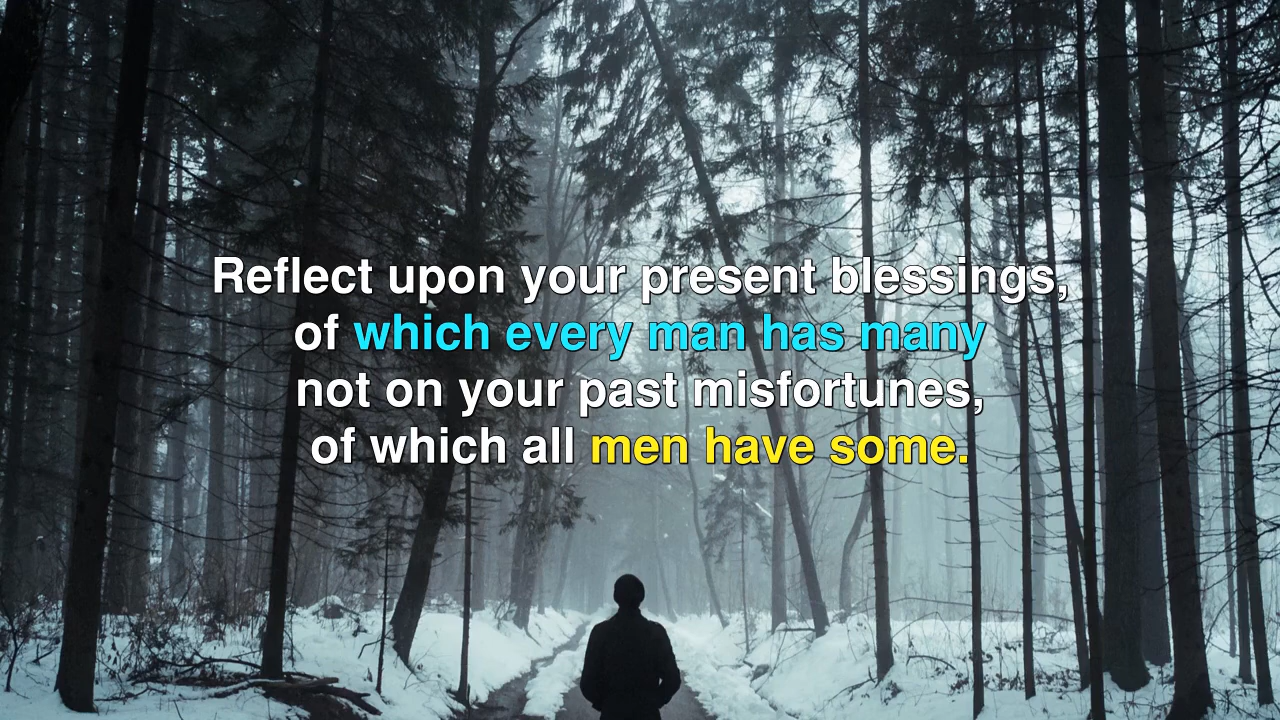 Reflect upon your present blessings,
of which every man has many
not on your past misfortunes,
of which all men have some.